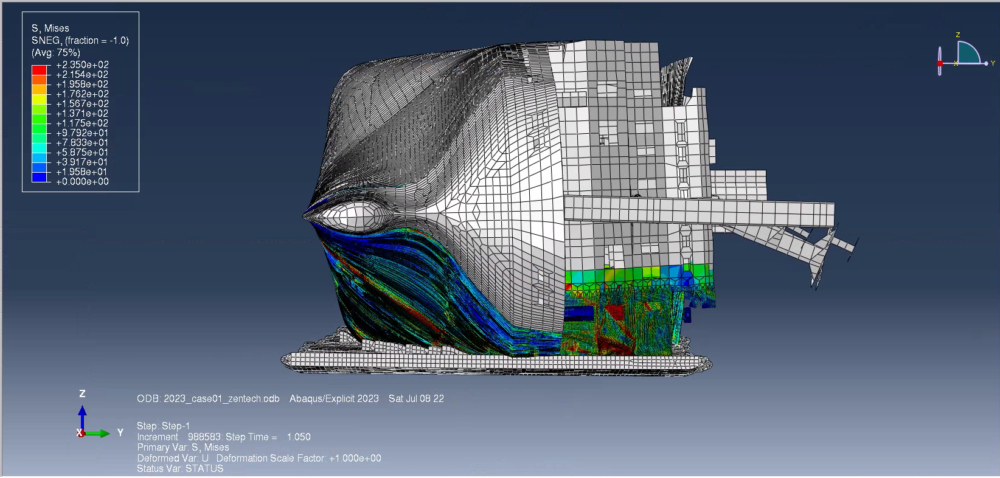 S, Mises
SNEG, (fraction = -1.0)
(Avg: 75%)
+2.350e+02
+2.154e+02
+1.958e+02
+1.762e+02
+1.567e+02
+1.371e+02
+1.175e+02
+9.792e+01
+7.833e+01
+5.875e+01
+3.917e+01
+1.958e+01
+0.000e+00
Z
X
Y
Z
X
Y
ODB: 2023_case01_zentech.odb Abaqus/Explicit 2023 Sat Jul 08 22
Step: Step-1
Increment 988583: Step Time = 1.050
Primary Var: S, Mises
Deformed Var: U Deformation Scale Factor: +1.000e+00
Status Var: STATUS